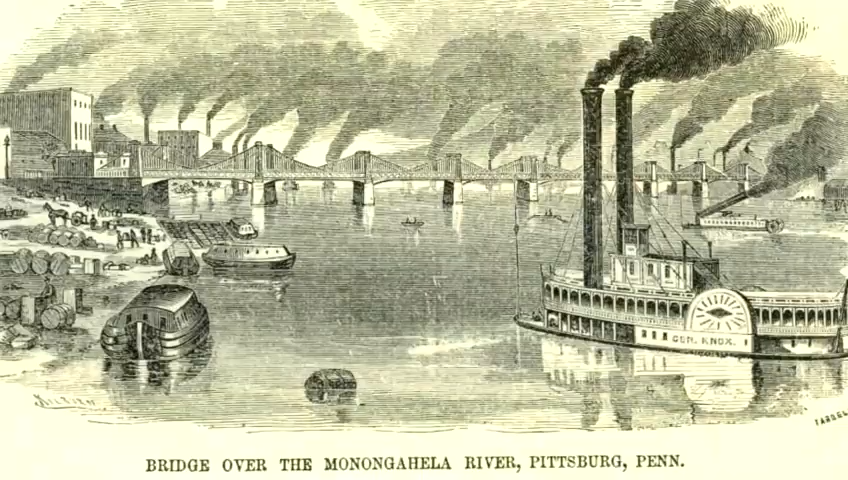 GEN. KNOX.
BRIDGE OVER THE MONONGAHELA RIVER, PITTSBURG, PENN.